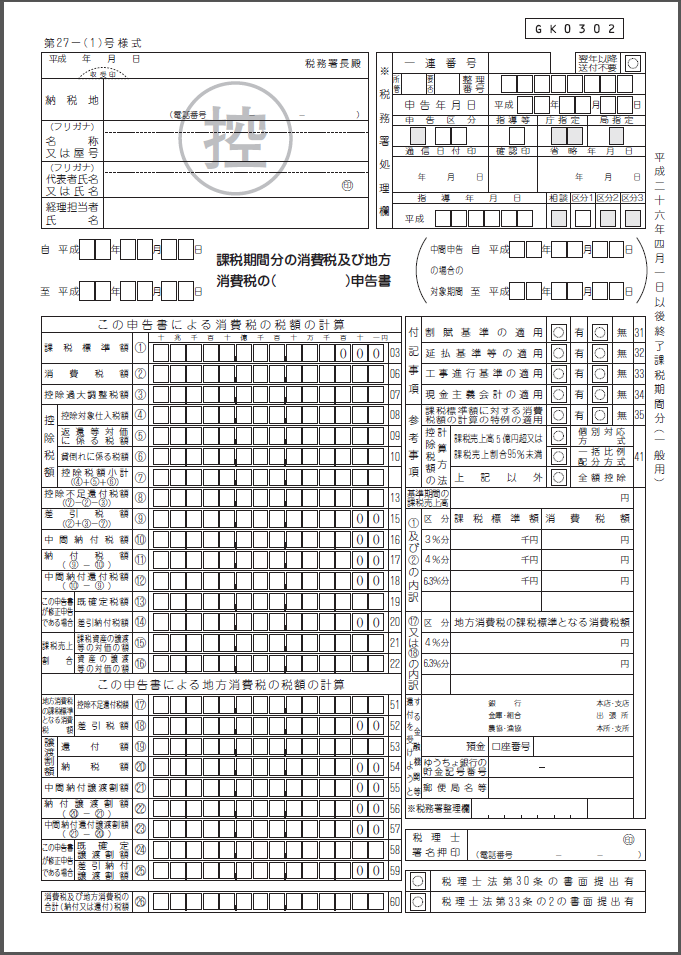 GK0302
第27－(1)号様式
平成　年　月　日
収受印
税務署長殿
納税地
(電話番号　－　－　)
(フリガナ)
名称
又は屋号
(フリガナ)
代表者氏名
又は氏名
印
経理担当者
氏名
控
※税務署処理欄
一連番号
翌年以降
送付不要
所管
要否
整理
番号
申告年月日
平成　年　月　日
申告区分
指導等
庁指定
局指定
通信日付印
確認印
省略年月日
年　月　日
年　月　日
指導年月日
相談
区分1
区分2
区分3
平成
平成二十六年四月一日以後終了課税期間分(一般用)
自　平成　年　月　日
至　平成　年　月　日
課税期間分の消費税及び地方
消費税の(　)申告書
中間申告　自　平成　年　月　日
の場合の
対象期間　至　平成　年　月　日
この申告書による消費税の税額の計算
十兆千百十億千百十万千百十一円
課税標準額　①　000　03
消費税額　②　06
控除過大調整税額　③　07
控除税額
控除対象仕入税額　④　08
返還等対価
に係る税額　⑤　09
貸倒れに係る税額　⑥　10
控除税額小計
(④＋⑤＋⑥)　⑦
控除不足還付税額
(⑦－②－③)　⑧　13
差引税額
(②＋③－⑦)　⑨　00　15
中間納付税額　⑩　00　16
納付税額
(⑨－⑩)　⑪　00　17
中間納付還付税額
(⑩－⑨)　⑫　00　18
この申告書
が修正申告
である場合
既確定税額　⑬　19
差引納付税額　⑭　00　20
課税売上
割合
課税資産の譲渡
等の対価の額　⑮　21
資産の譲渡
等の対価の額　⑯　22
この申告書による地方消費税の税額の計算
地方消費税
の課税標準
となる消費
税額
控除不足還付税額　⑰　51
差引税額　⑱　00　52
譲渡割額
還付額　⑲　53
納税額　⑳　00　54
中間納付譲渡割額　㉑　00　55
納付譲渡割額
(⑳－㉑)　㉒　00　56
中間納付還付譲渡割額
(㉑－⑳)　㉓　00　57
この申告書
が修正申告
である場合
既確定
譲渡割額　㉔　58
差引納付
譲渡割額　㉕　00　59
消費税及び地方消費税の
合計(納付又は還付)税額　㉖　60
付記事項
割賦基準の適用　有　無　31
延払基準等の適用　有　無　32
工事進行基準の適用　有　無　33
現金主義会計の適用　有　無　34
参考事項
課税標準額に対する消費
税額の計算の特例の適用　有　無　35
控除税額の計算方法
課税売上高5億円超又は
課税売上割合95％未満
個別対応
方式
一括比例
配分方式
上記以外　全額控除
41
基準期間の
課税売上高　円
①及び②の内訳
区分　課税標準額　消費税額
3％分　千円　円
4％分　千円　円
6.3％分　千円　円
⑰又は⑱の内訳
区分　地方消費税の課税標準となる消費税額
4％分　円
6.3％分　円
還付を受けようとする金融機関等
銀行　本店・支店
金庫・組合　出張所
農協・漁協　本所・支所
預金　口座番号
ゆうちょ銀行の
貯金記号番号　－
郵便局名等
※税務署整理欄
税理士
署名押印
印
(電話番号　－　－　)
税理士法第30条の書面提出有
税理士法第33条の2の書面提出有